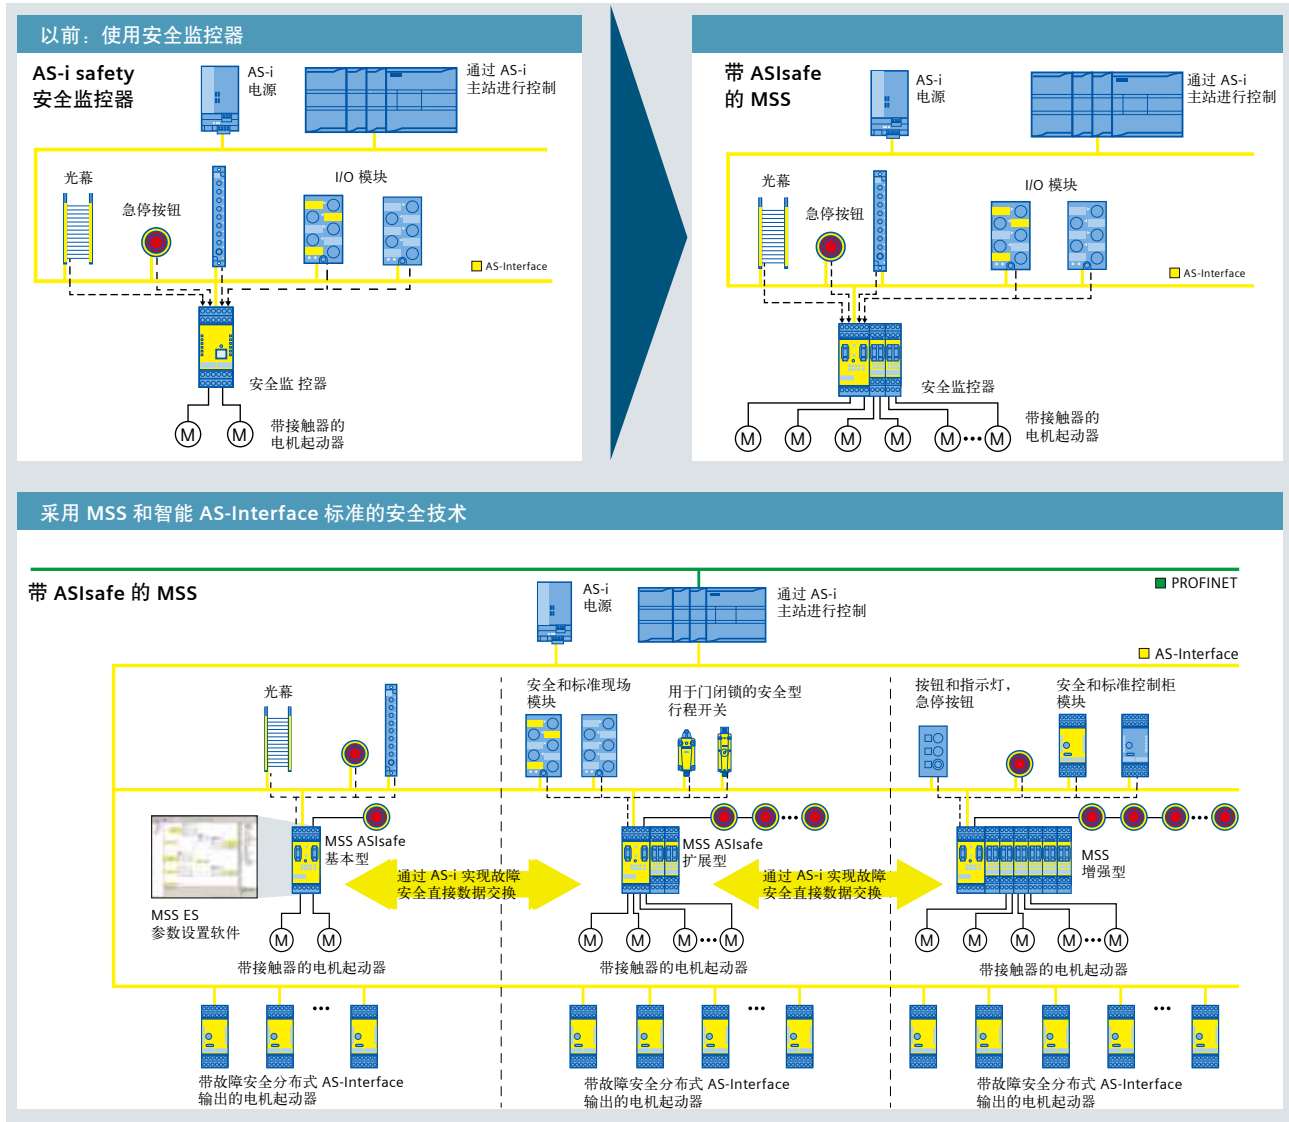 以前：使用安全监控器
AS-i safety
安全监控器
AS-i
电源
通过 AS-i
主站进行控制
光幕
急停按钮
I/O 模块
AS-Interface
安全监 控器
M
M
带接触器的
电机起动器
带 ASIsafe
的 MSS
AS-i
电源
通过 AS-i
主站进行控制
光幕
急停按钮
I/O 模块
AS-Interface
安全监控器
M
M
M
M
M
M
带接触器的
电机起动器
采用 MSS 和智能 AS-Interface 标准的安全技术
带 ASIsafe 的 MSS
AS-i
电源
通过 AS-i
主站进行控制
PROFINET
AS-Interface
光幕
安全和标准现场
模块
用于门闭锁的安全型
行程开关
按钮和指示灯，
急停按钮
安全和标准控制柜
模块
MSS ASIsafe
基本型
通过 AS-i 实现故障
安全直接数据交换
MSS ASIsafe
扩展型
通过 AS-i 实现故障
安全直接数据交换
MSS
增强型
MSS ES
参数设置软件
M
M
M
M
M
M
M
M
M
M
M
带接触器的电机起动器
带接触器的电机起动器
带接触器的电机起动器
带故障安全分布式 AS-Interface
输出的电机起动器
带故障安全分布式 AS-Interface
输出的电机起动器
带故障安全分布式 AS-Interface
输出的电机起动器